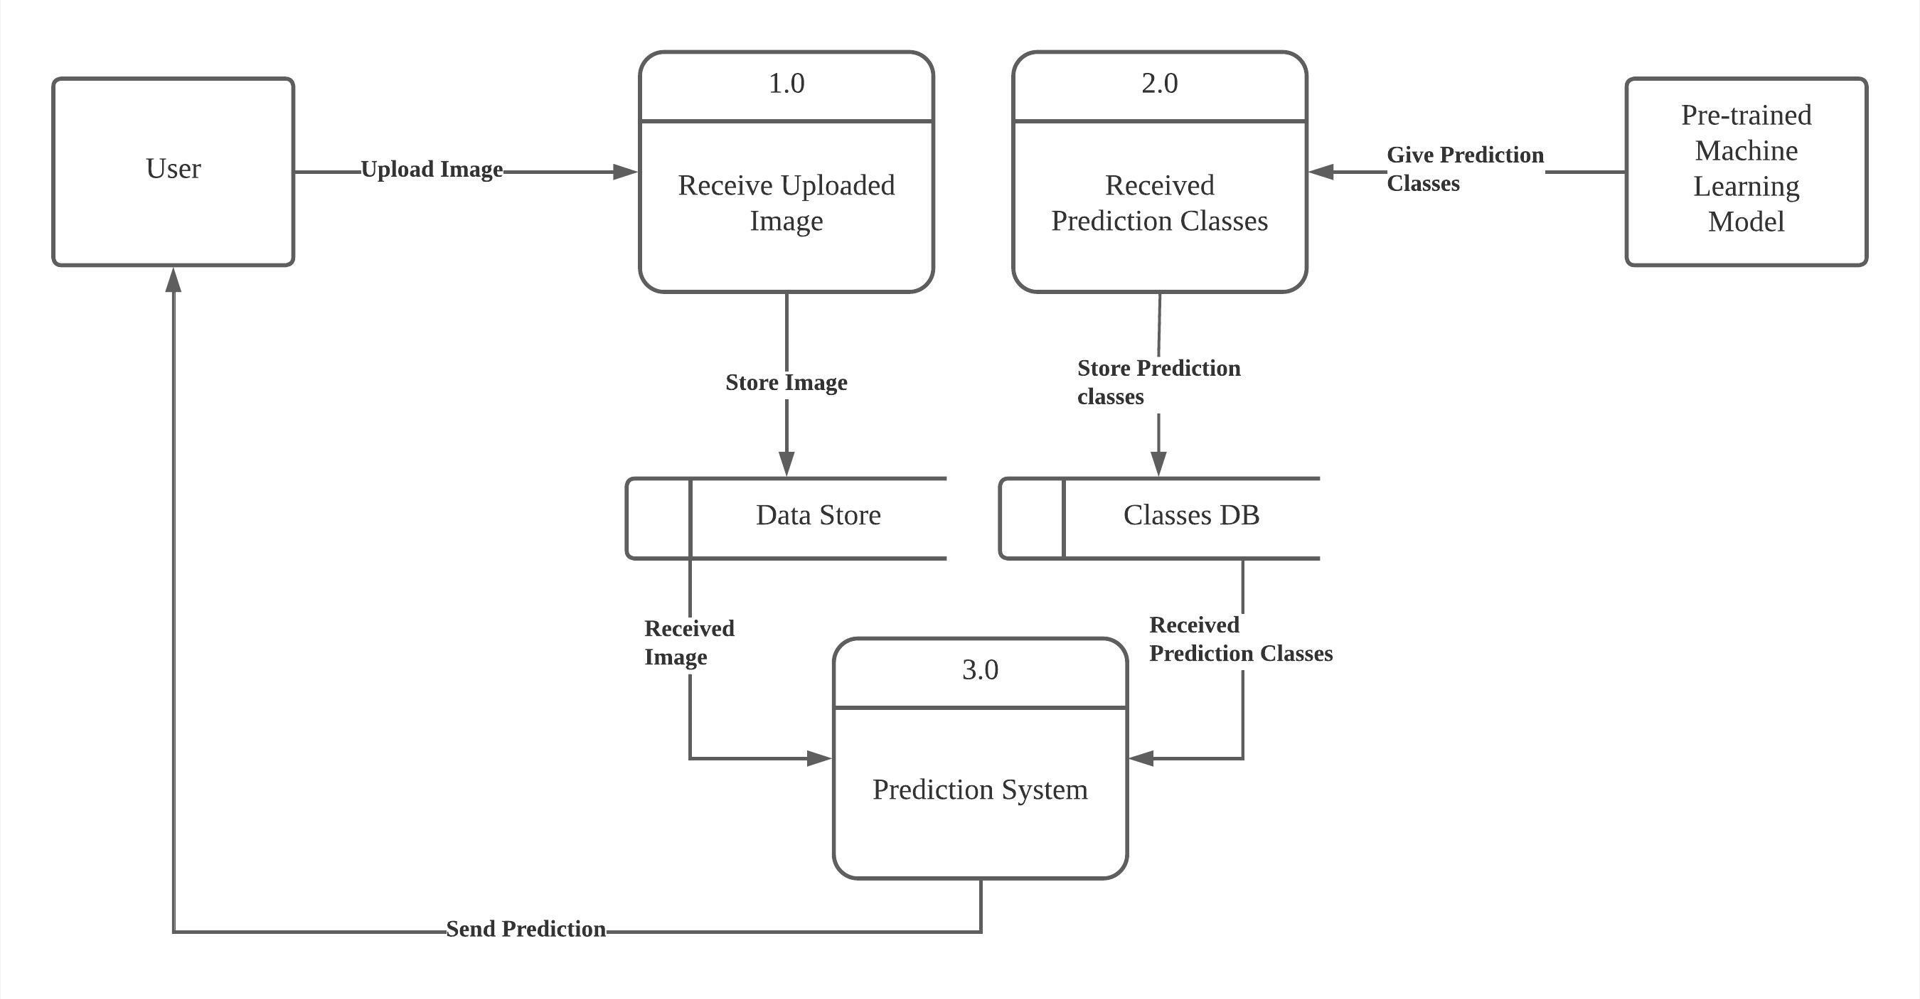 1.0
2.0
User
Upload Image
Receive Uploaded
Image
Received
Prediction Classes
Give Prediction
Classes
Pre-trained
Machine
Learning
Model
Store Image
Store Prediction
classes
Data Store
Classes DB
Received
Image
Received
Prediction Classes
3.0
Prediction System
Send Prediction